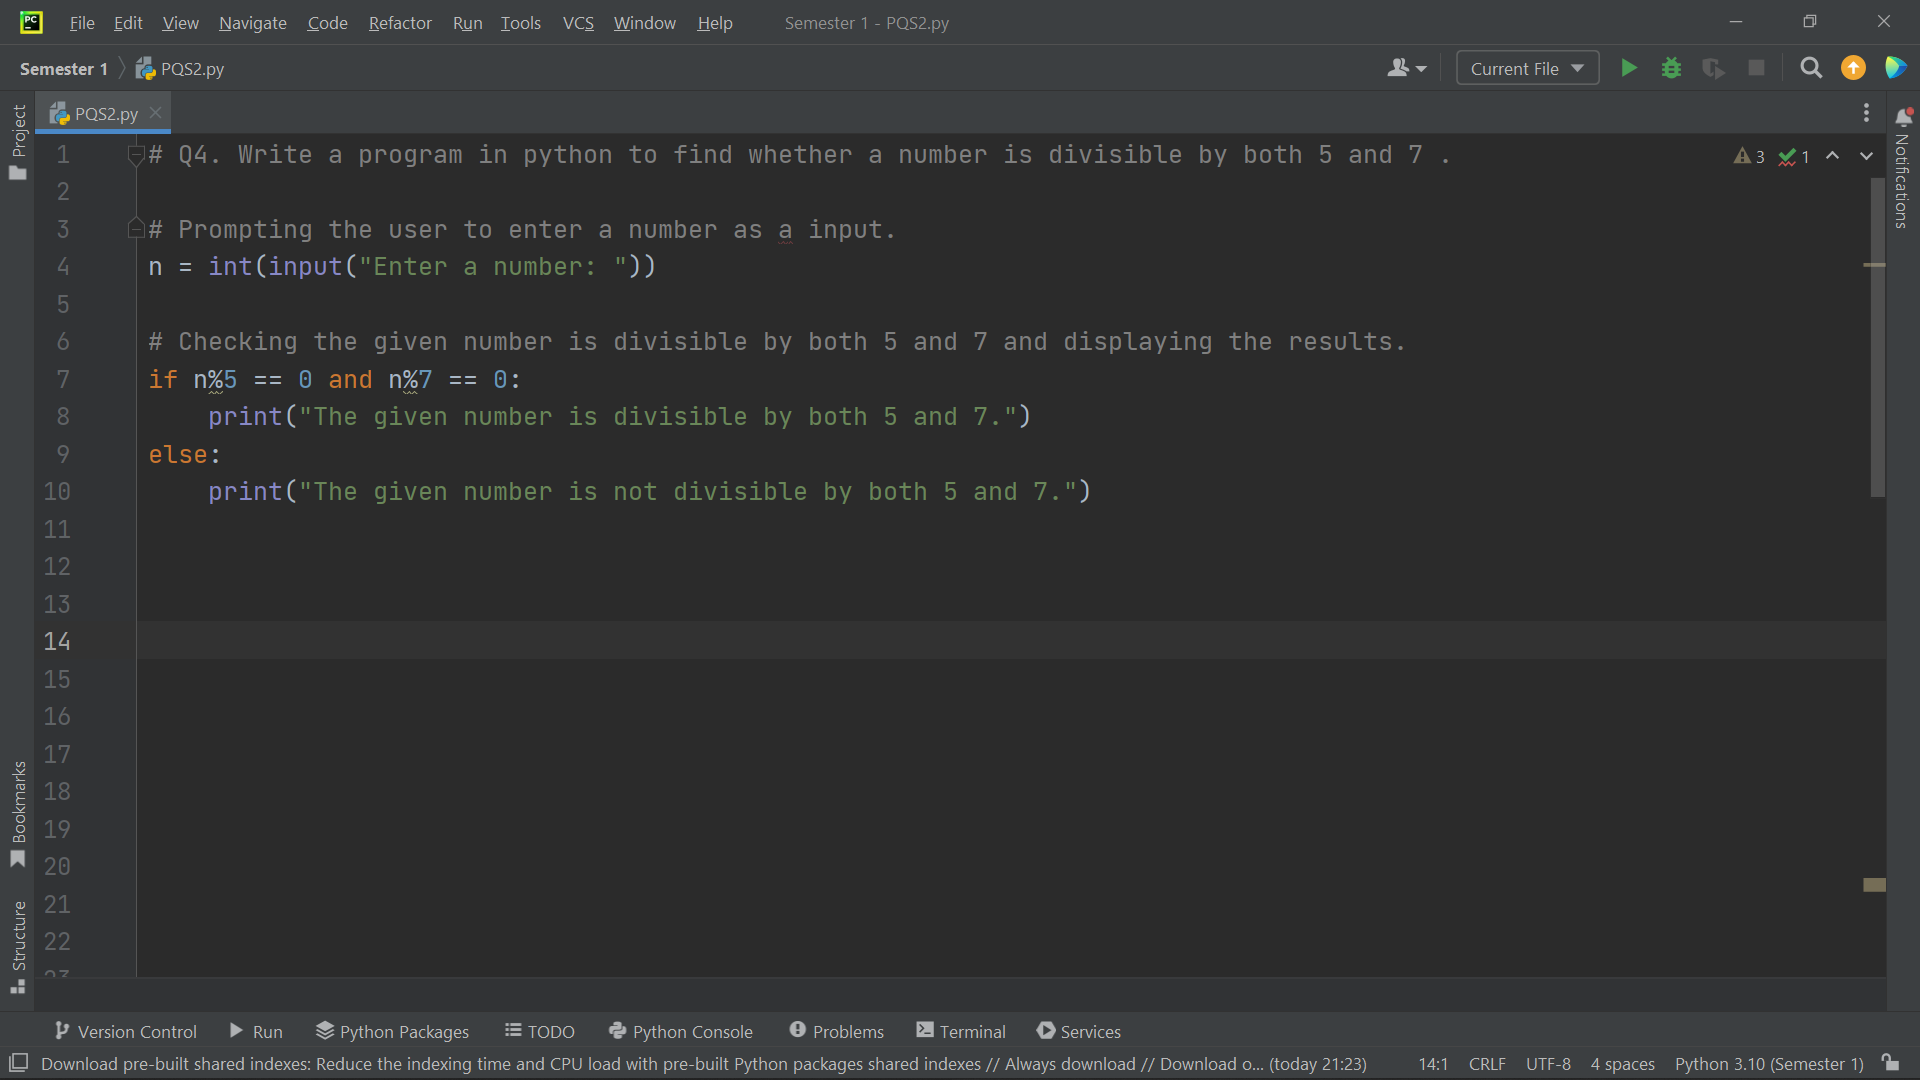 PC File Edit View Navigate Code Refactor Run Tools VCS Window Help Semester 1 - PQS2.py
Semester 1 PQS2.py Current File
Project
PQS2.py
Notifications
1 # Q4. Write a program in python to find whether a number is divisible by both 5 and 7 . 3 1
2
3 # Prompting the user to enter a number as a input.
4 n = int(input("Enter a number: "))
5
6 # Checking the given number is divisible by both 5 and 7 and displaying the results.
7 if n%5 == 0 and n%7 == 0:
8 print("The given number is divisible by both 5 and 7.")
9 else:
10 print("The given number is not divisible by both 5 and 7.")
11
12
13
14
15
16
17
18
19
20
21
22
23
Bookmarks
Structure
Version Control Run Python Packages TODO Python Console Problems Terminal Services
Download pre-built shared indexes: Reduce the indexing time and CPU load with pre-built Python packages shared indexes // Always download // Download o... (today 21:23) 14:1 CRLF UTF-8 4 spaces Python 3.10 (Semester 1)